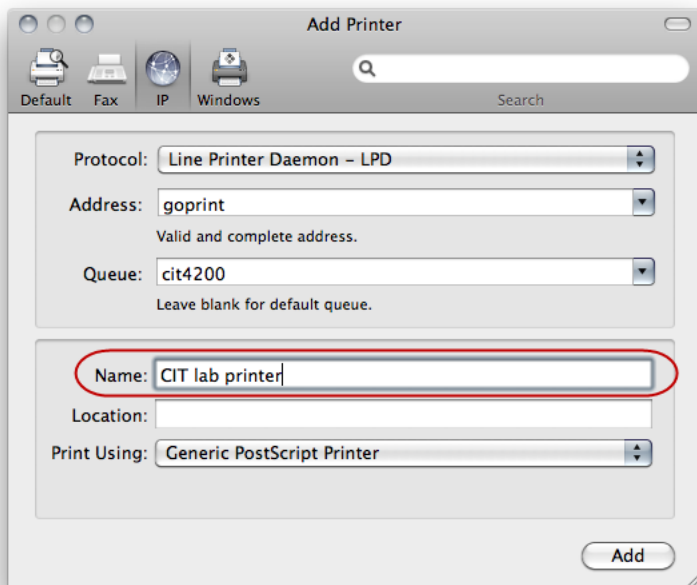 Add Printer
Default Fax IP Windows Search
Protocol: Line Printer Daemon – LPD
Address: goprint
Valid and complete address.
Queue: cit4200
Leave blank for default queue.
Name: CIT lab printer
Location:
Print Using: Generic PostScript Printer
Add